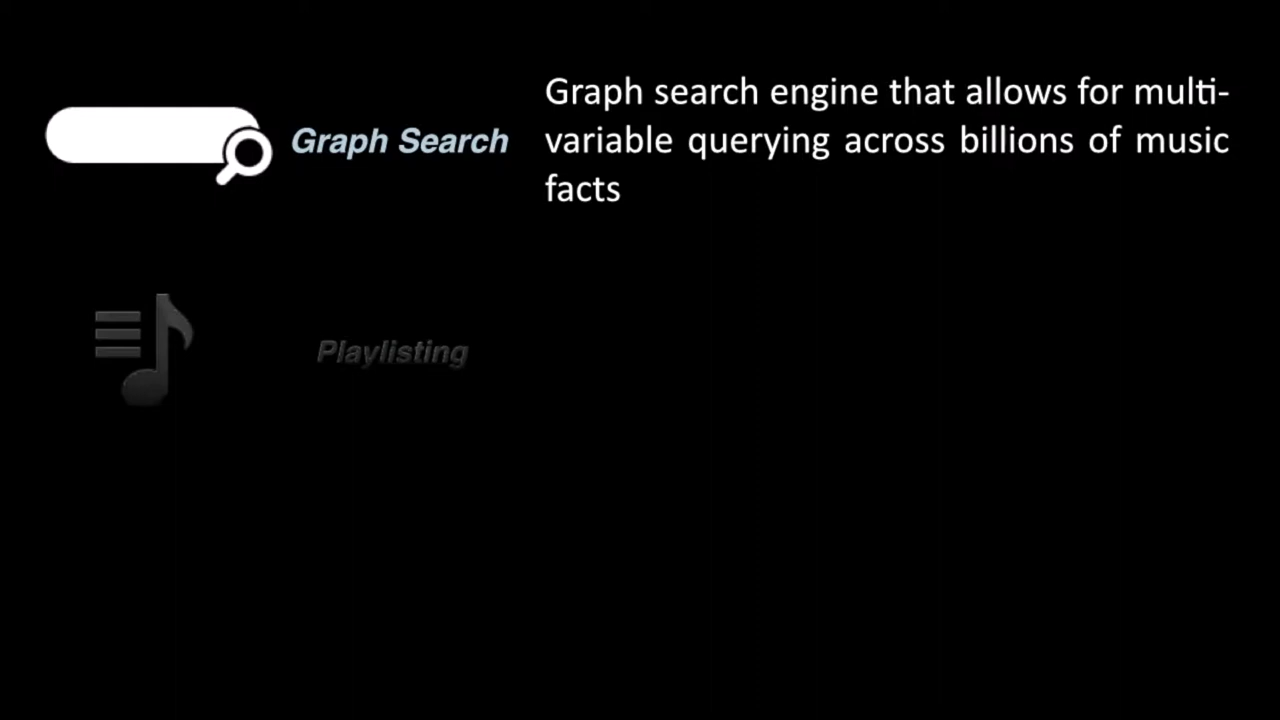 Graph Search
Graph search engine that allows for multi-
variable querying across billions of music
facts
Playlisting